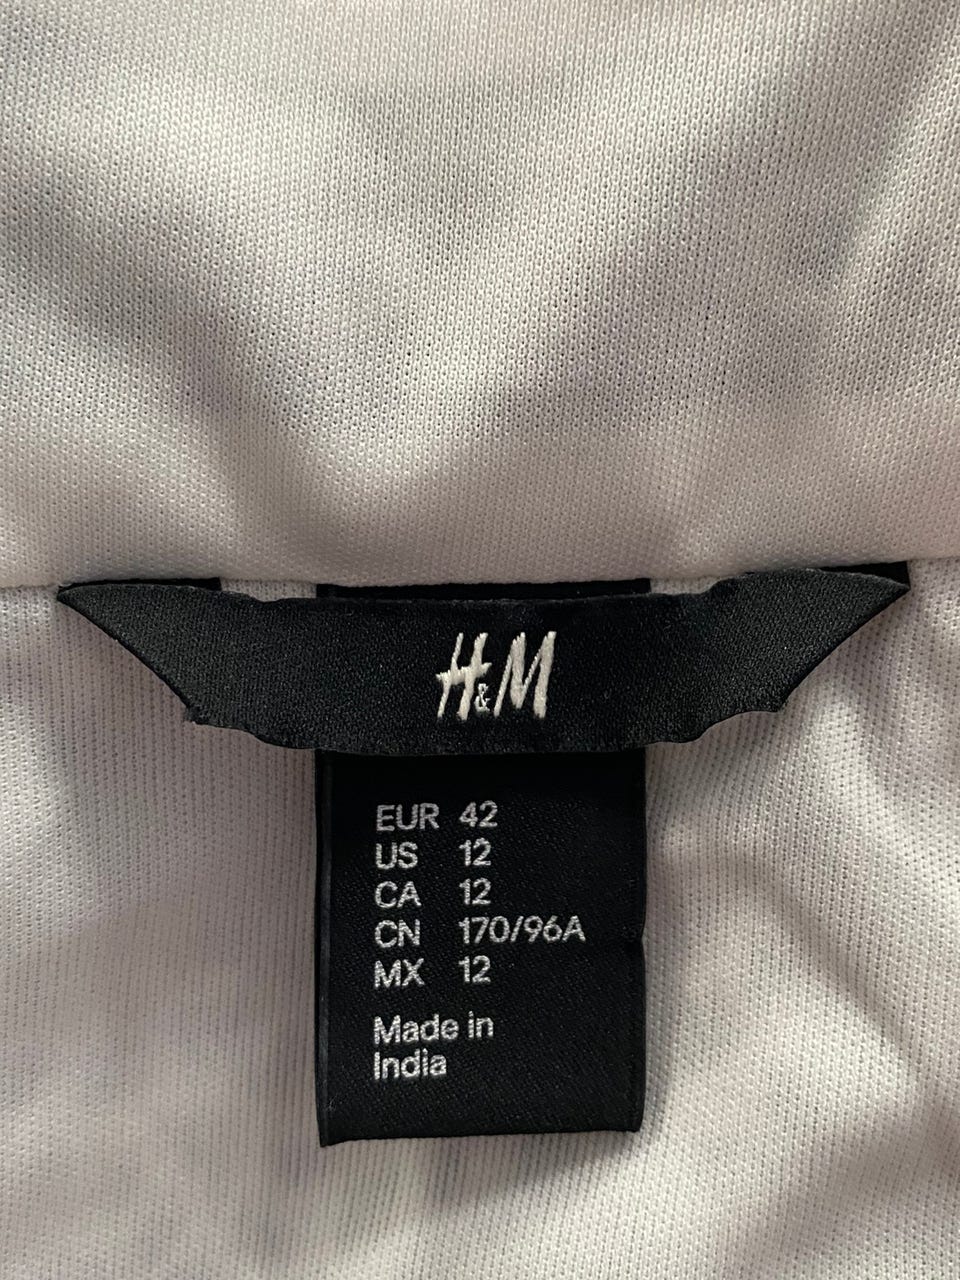 H&M
EUR 42
US 12
CA 12
CN 170/96A
MX 12
Made in
India